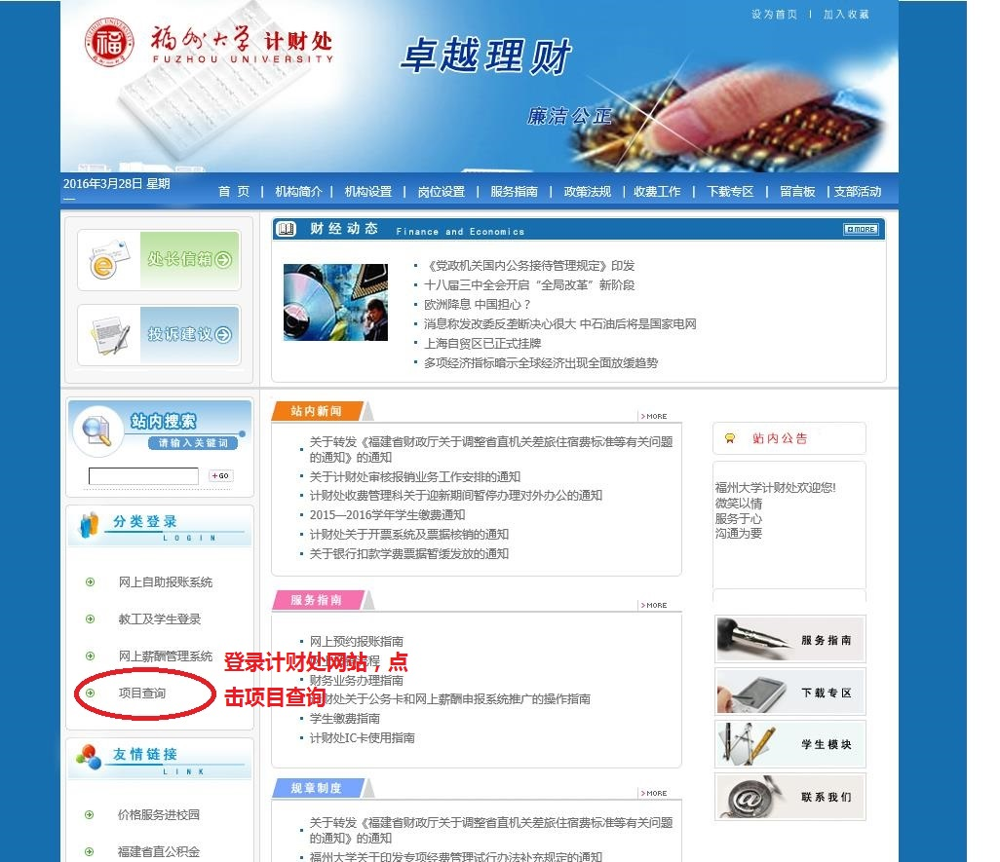 设为首页 | 加入收藏
福州大学 计财处
FUZHOU UNIVERSITY
卓越理财
廉洁公正
2016年3月28日 星期一
首 页 | 机构简介 | 机构设置 | 岗位设置 | 服务指南 | 政策法规 | 收费工作 | 下载专区 | 留言板 | 支部活动
处长信箱
投诉建议
财经动态 Finance and Economics MORE
《党政机关国内公务接待管理规定》印发
十八届三中全会开启“全局改革”新阶段
欧洲降息 中国担心？
消息称发改委反垄断决心很大 中石油后将是国家电网
上海自贸区已正式挂牌
多项经济指标暗示全球经济出现全面放缓趋势
站内搜索
请输入关键词
GO
分类登录
LOGIN
网上自助报账系统
教工及学生登录
网上薪酬管理系统
项目查询
登录计财处网站，点
击项目查询
友情链接
LINK
价格服务进校园
福建省直公积金
站内新闻 >MORE
关于转发《福建省财政厅关于调整省直机关差旅住宿费标准等有关问题
的通知》的通知
关于计财处审核报销业务工作安排的通知
计财处收费管理科关于迎新期间暂停办理对外办公的通知
2015—2016学年学生缴费通知
计财处关于开票系统及票据核销的通知
关于银行扣款学费票据暂缓发放的通知
服务指南 >MORE
网上预约报账指南
流程
财务业务办理指南
财处关于公务卡和网上薪酬申报系统推广的操作指南
学生缴费指南
计财处IC卡使用指南
规章制度 >MORE
关于转发《福建省财政厅关于调整省直机关差旅住宿费标准等有关问题
的通知》的通知
福州大学关于印发专项经费管理试行办法补充规定的通知
站内公告
福州大学计财处欢迎您!
微笑以情
服务于心
沟通为要
服务指南
下载专区
学生模块
联系我们